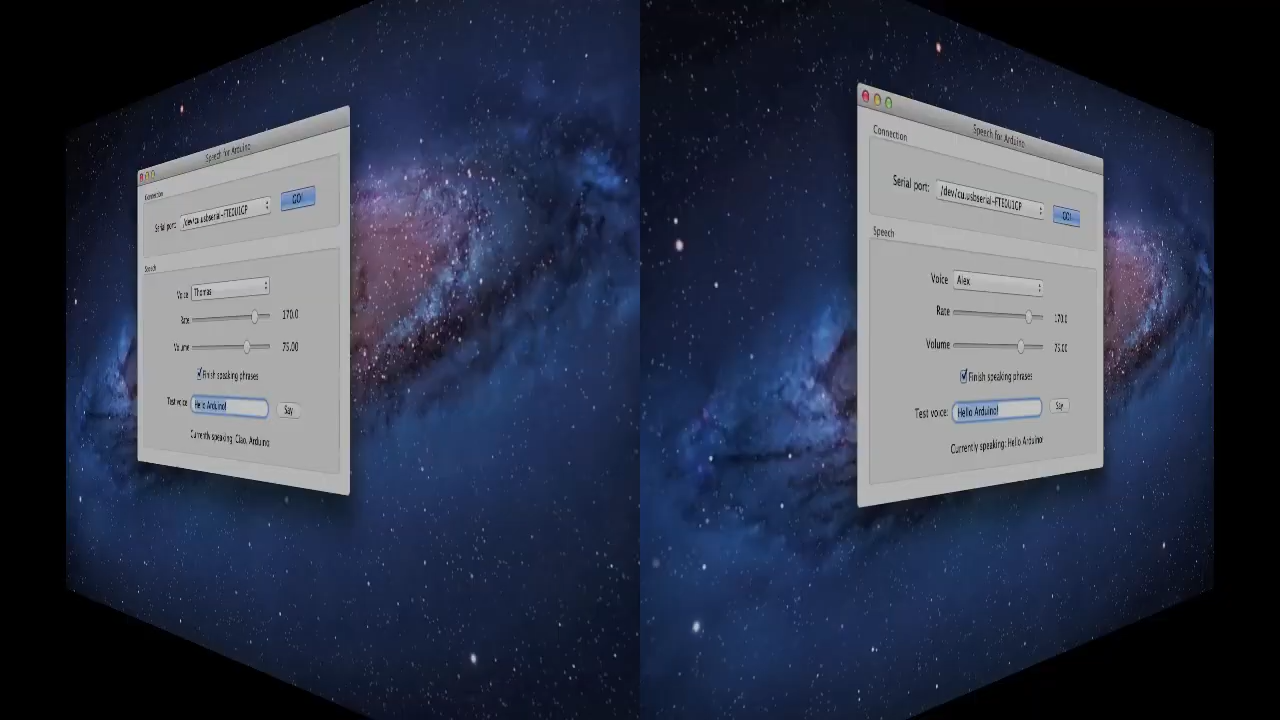 Speech for Arduino
Connection
Serial port: /dev/cu.usbserial-FTE0U1GP GO!
Speech
Voice Thomas
Rate 170.0
Volume 75.00
Finish speaking phrases
Test voice Hello Arduino! Say
Currently speaking: Ciao, Arduino
Speech for Arduino
Connection
Serial port: /dev/cu.usbserial-FTE0U1GP GO!
Speech
Voice Alex
Rate 170.0
Volume 75.00
Finish speaking phrases
Test voice: Hello Arduino! Say
Currently speaking: Hello Arduino!